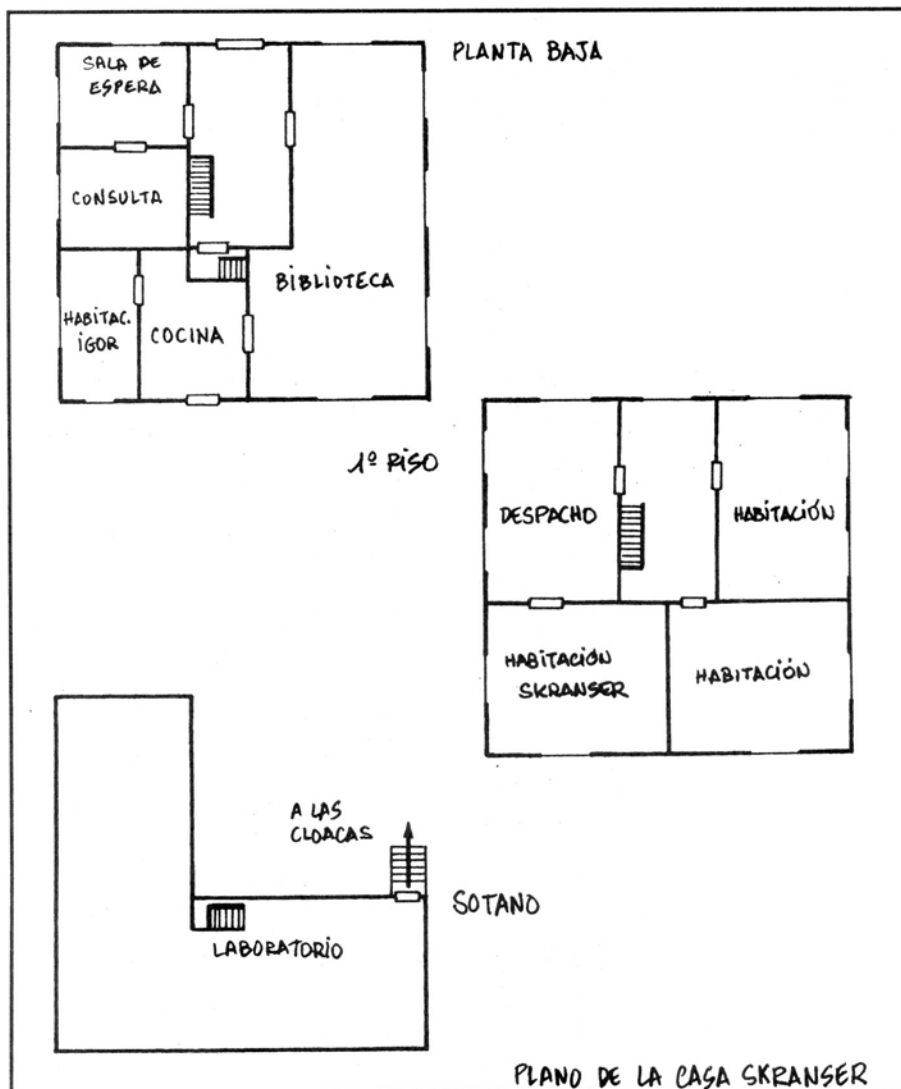 PLANTA BAJA
SALA DE
ESPERA
CONSULTA
HABITAC.
IGOR
COCINA
BIBLIOTECA
1º PISO
DESPACHO
HABITACIÓN
HABITACIÓN
SKRANSER
HABITACIÓN
A LAS
CLOACAS
SOTANO
LABORATORIO
PLANO DE LA CASA SKRANSER